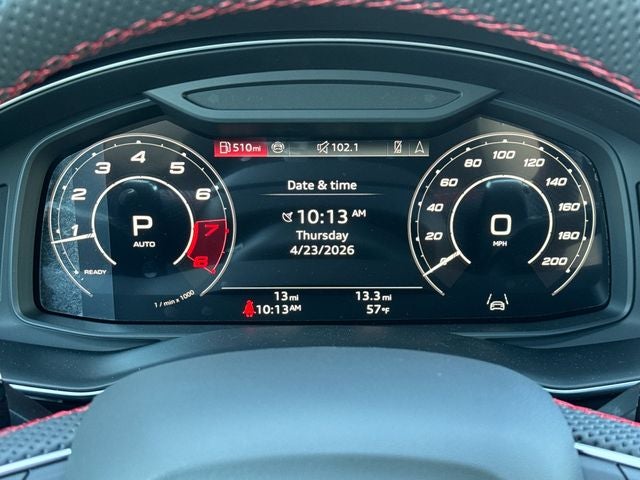 510mi 102.1
Date & time
10:13 AM
Thursday
4/23/2026
1 2 3 4 5 6 7 8
P
AUTO
READY
1 / min x 1000
0 20 40 60 80 100 120 140 160 180 200
0
MPH
13mi 13.3mi
10:13AM 57°F